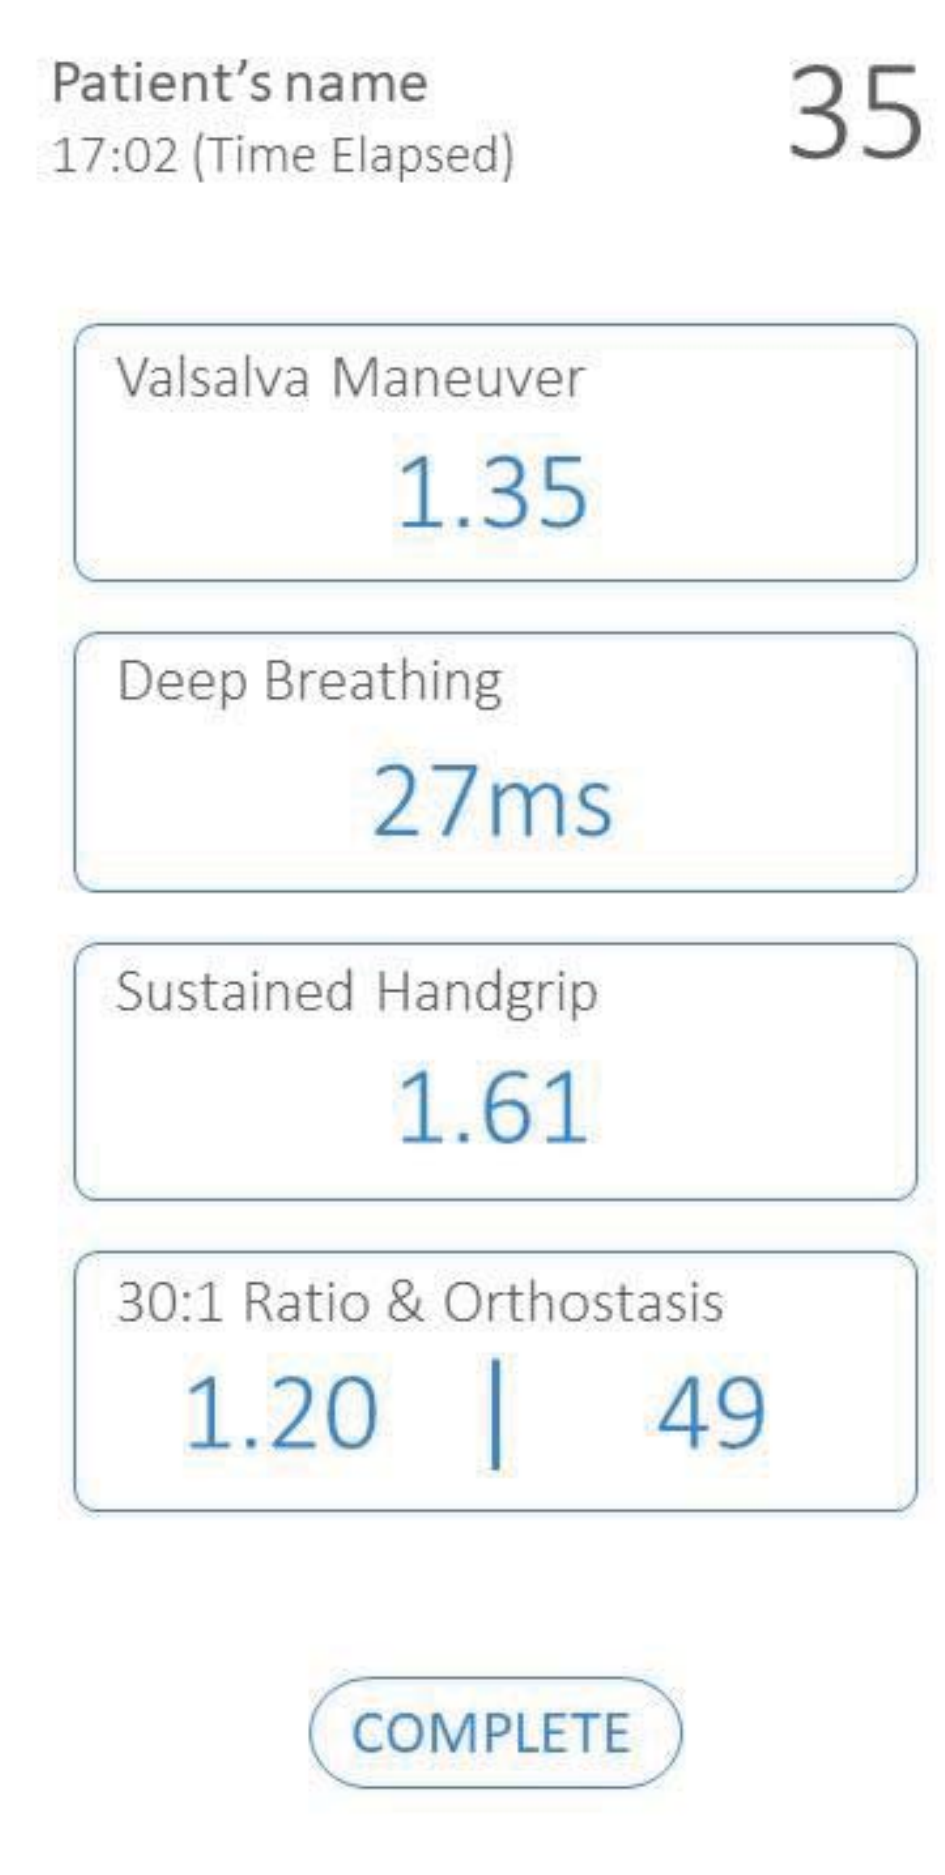 Patient's name
35
17:02 (Time Elapsed)
Valsalva Maneuver
1.35
Deep Breathing
27ms
Sustained Handgrip
1.61
30:1 Ratio & Orthostasis
1.20 | 49
COMPLETE